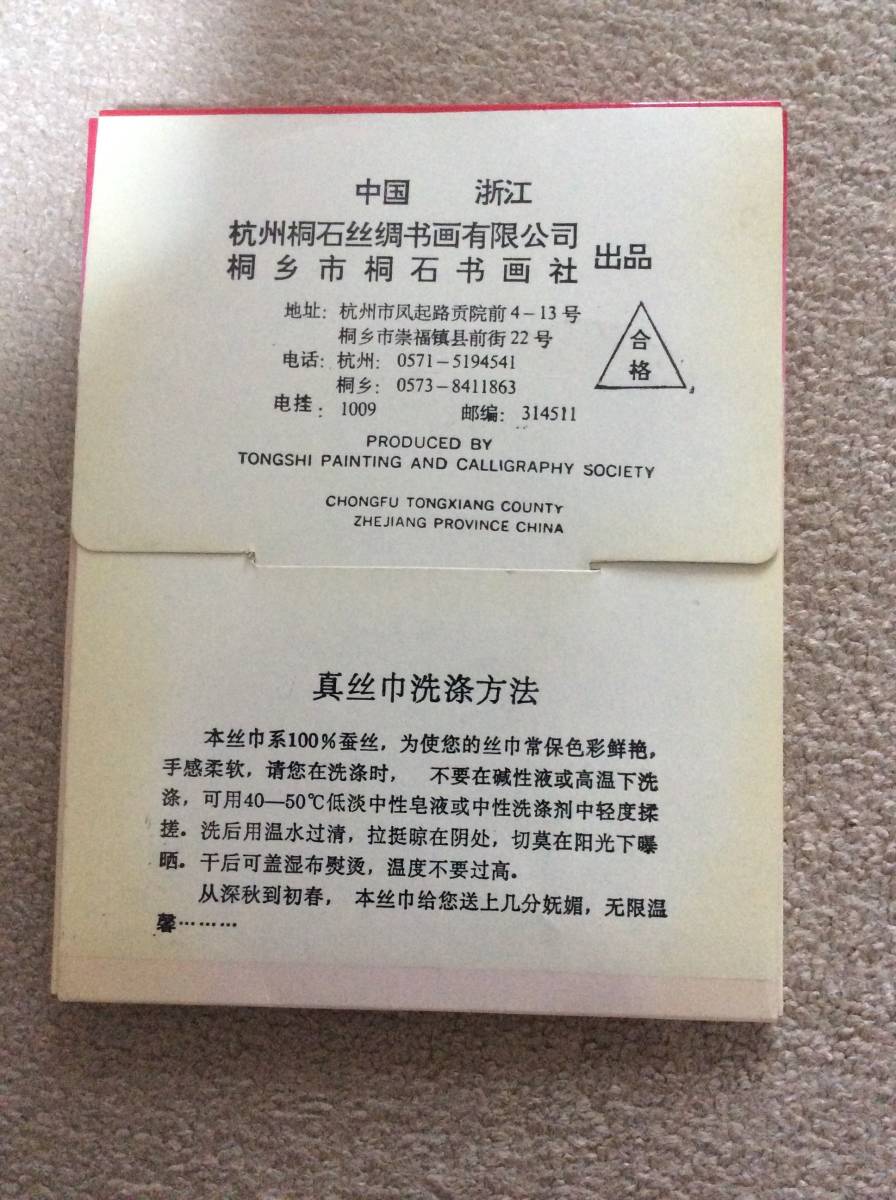 中国 浙江
杭州桐石丝绸书画有限公司
桐乡市桐石书画社
出品
地址：杭州市凤起路贡院前4－13号
桐乡市崇福镇县前街22号
电话：杭州：0571－5194541
桐乡：0573－8411863
电挂：1009 邮编：314511
合格
PRODUCED BY
TONGSHI PAINTING AND CALLIGRAPHY SOCIETY
CHONGFU TONGXIANG COUNTY
ZHEJIANG PROVINCE CHINA
真丝巾洗涤方法
本丝巾系100％蚕丝，为使您的丝巾常保色彩鲜艳，
手感柔软，请您在洗涤时， 不要在碱性液或高温下洗
涤，可用40—50℃低淡中性皂液或中性洗涤剂中轻度揉
搓。洗后用温水过清，拉挺晾在阴处，切莫在阳光下曝
晒。干后可盖湿布熨烫，温度不要过高。
从深秋到初春， 本丝巾给您送上几分妩媚，无限温
馨………